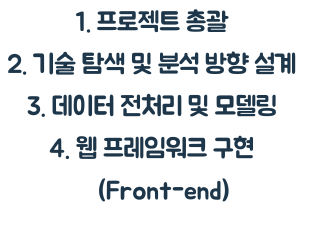 1. 프로젝트 총괄
2. 기술 탐색 및 분석 방향 설계
3. 데이터 전처리 및 모델링
4. 웹 프레임워크 구현
(Front-end)